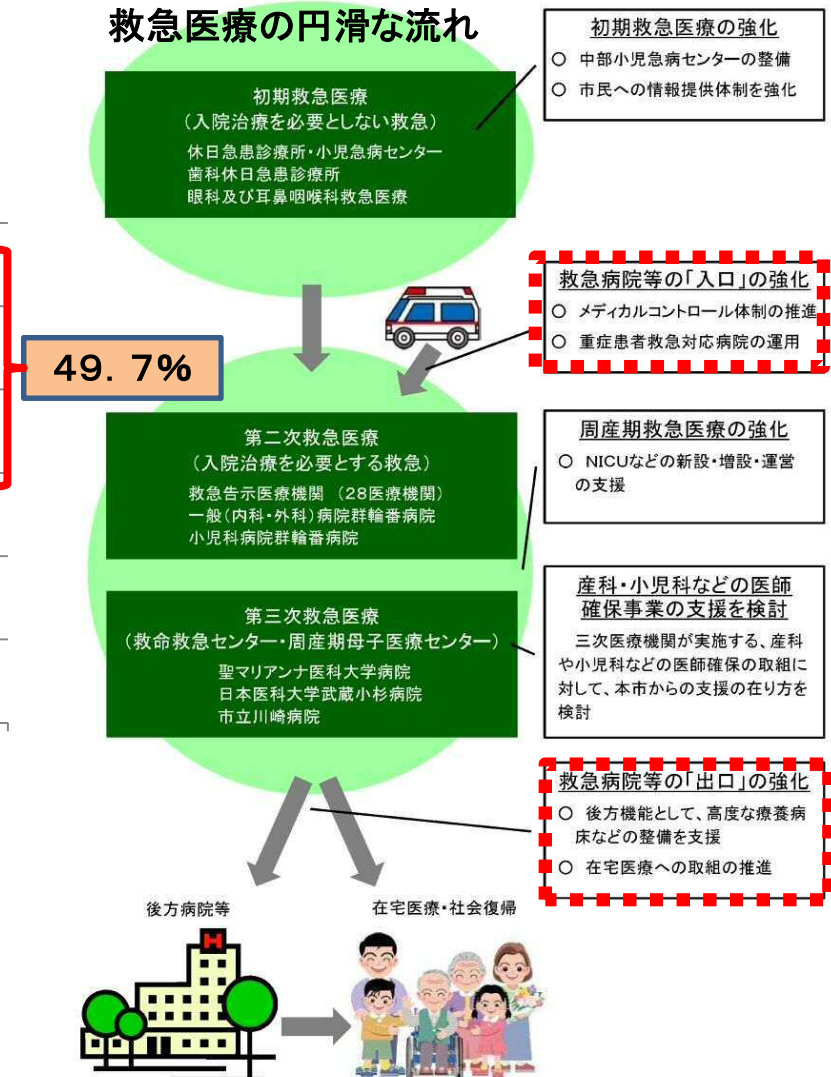 救急医療の円滑な流れ
初期救急医療
（入院治療を必要としない救急）
休日急患診療所・小児急病センター
歯科休日急患診療所
眼科及び耳鼻咽喉科救急医療
初期救急医療の強化
○ 中部小児急病センターの整備
○ 市民への情報提供体制を強化
救急病院等の「入口」の強化
○ メディカルコントロール体制の推進
○ 重症患者救急対応病院の運用
49.7%
第二次救急医療
（入院治療を必要とする救急）
救急告示医療機関 （28医療機関）
一般（内科・外科）病院群輪番病院
小児科病院群輪番病院
周産期救急医療の強化
○ NICUなどの新設・増設・運営
の支援
第三次救急医療
（救命救急センター・周産期母子医療センター）
聖マリアンナ医科大学病院
日本医科大学武蔵小杉病院
市立川崎病院
産科・小児科などの医師
確保事業の支援を検討
三次医療機関が実施する、産科
や小児科などの医師確保の取組に
対して、本市からの支援の在り方を
検討
救急病院等の「出口」の強化
○ 後方機能として、高度な療養病
床などの整備を支援
○ 在宅医療への取組の推進
後方病院等
在宅医療・社会復帰
H